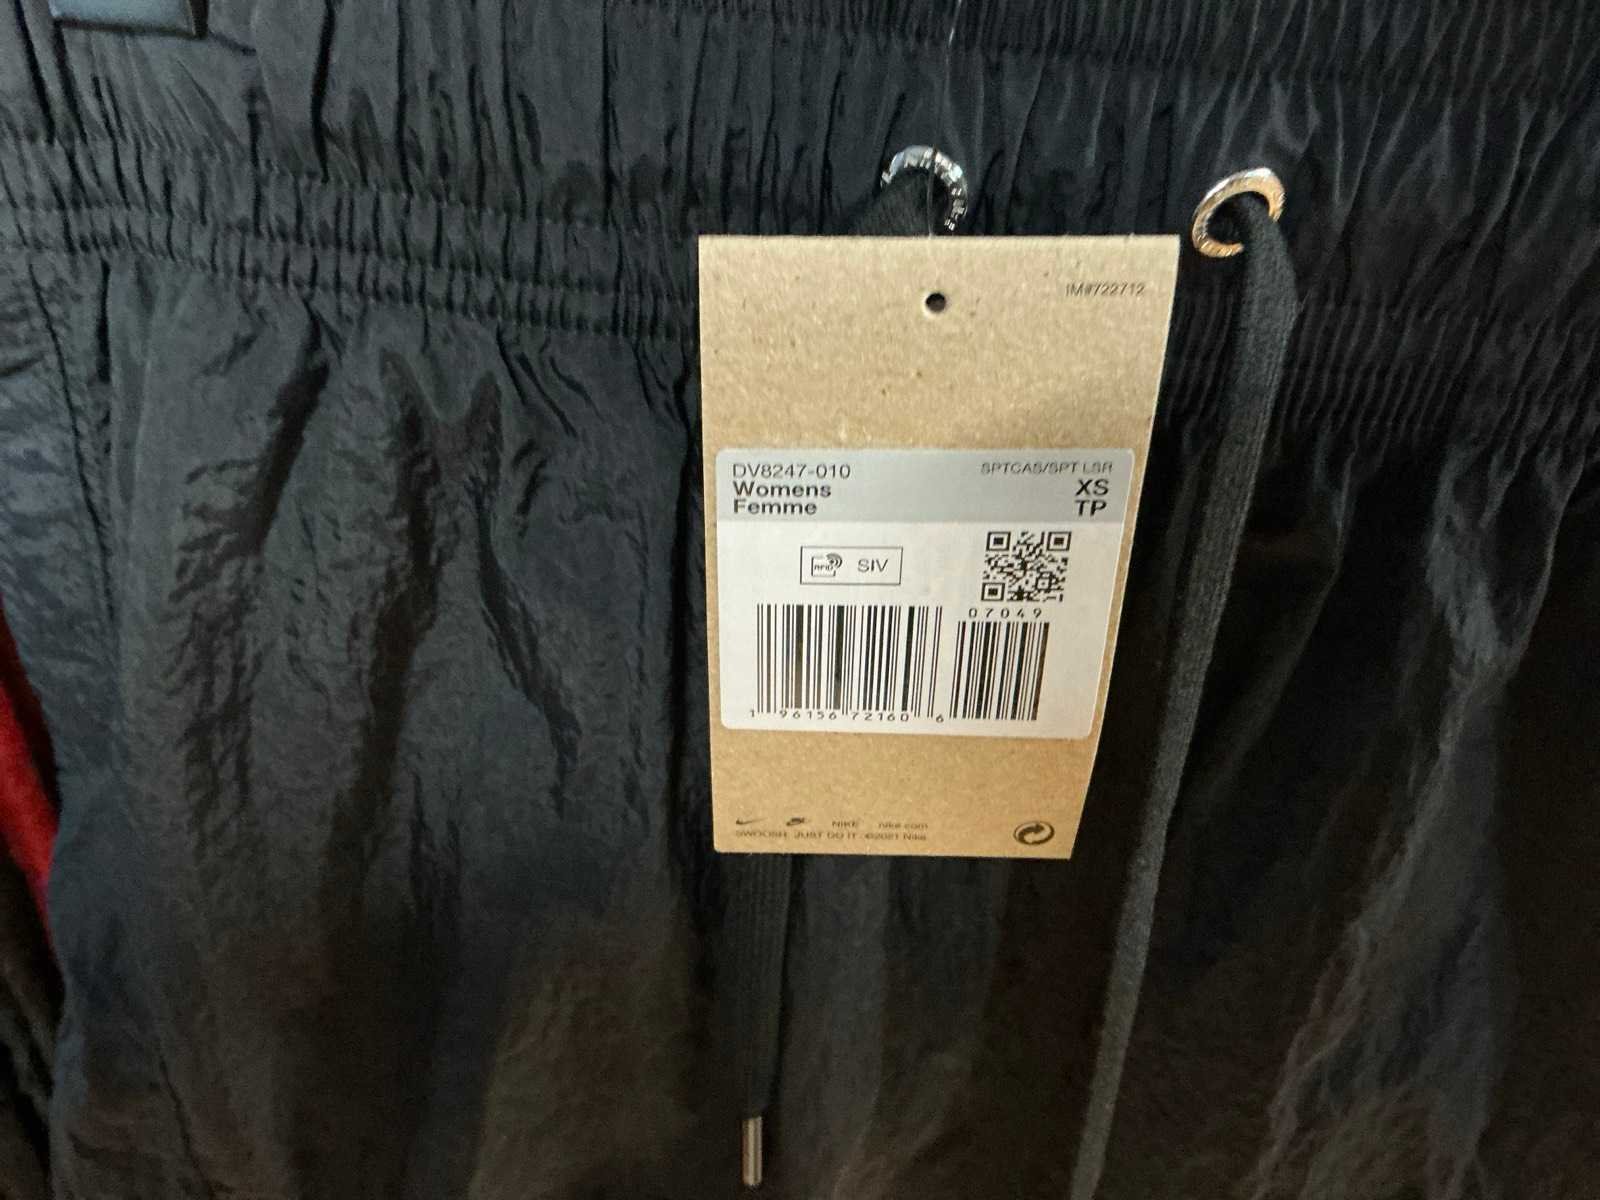 IM#722712
DV8247-010 SPTCAS/SPT LSR
Womens XS
Femme TP
RFID SIV
07049
1 96156 72160 6
NIKE nike.com
SWOOSH JUST DO IT ©2021 Nike